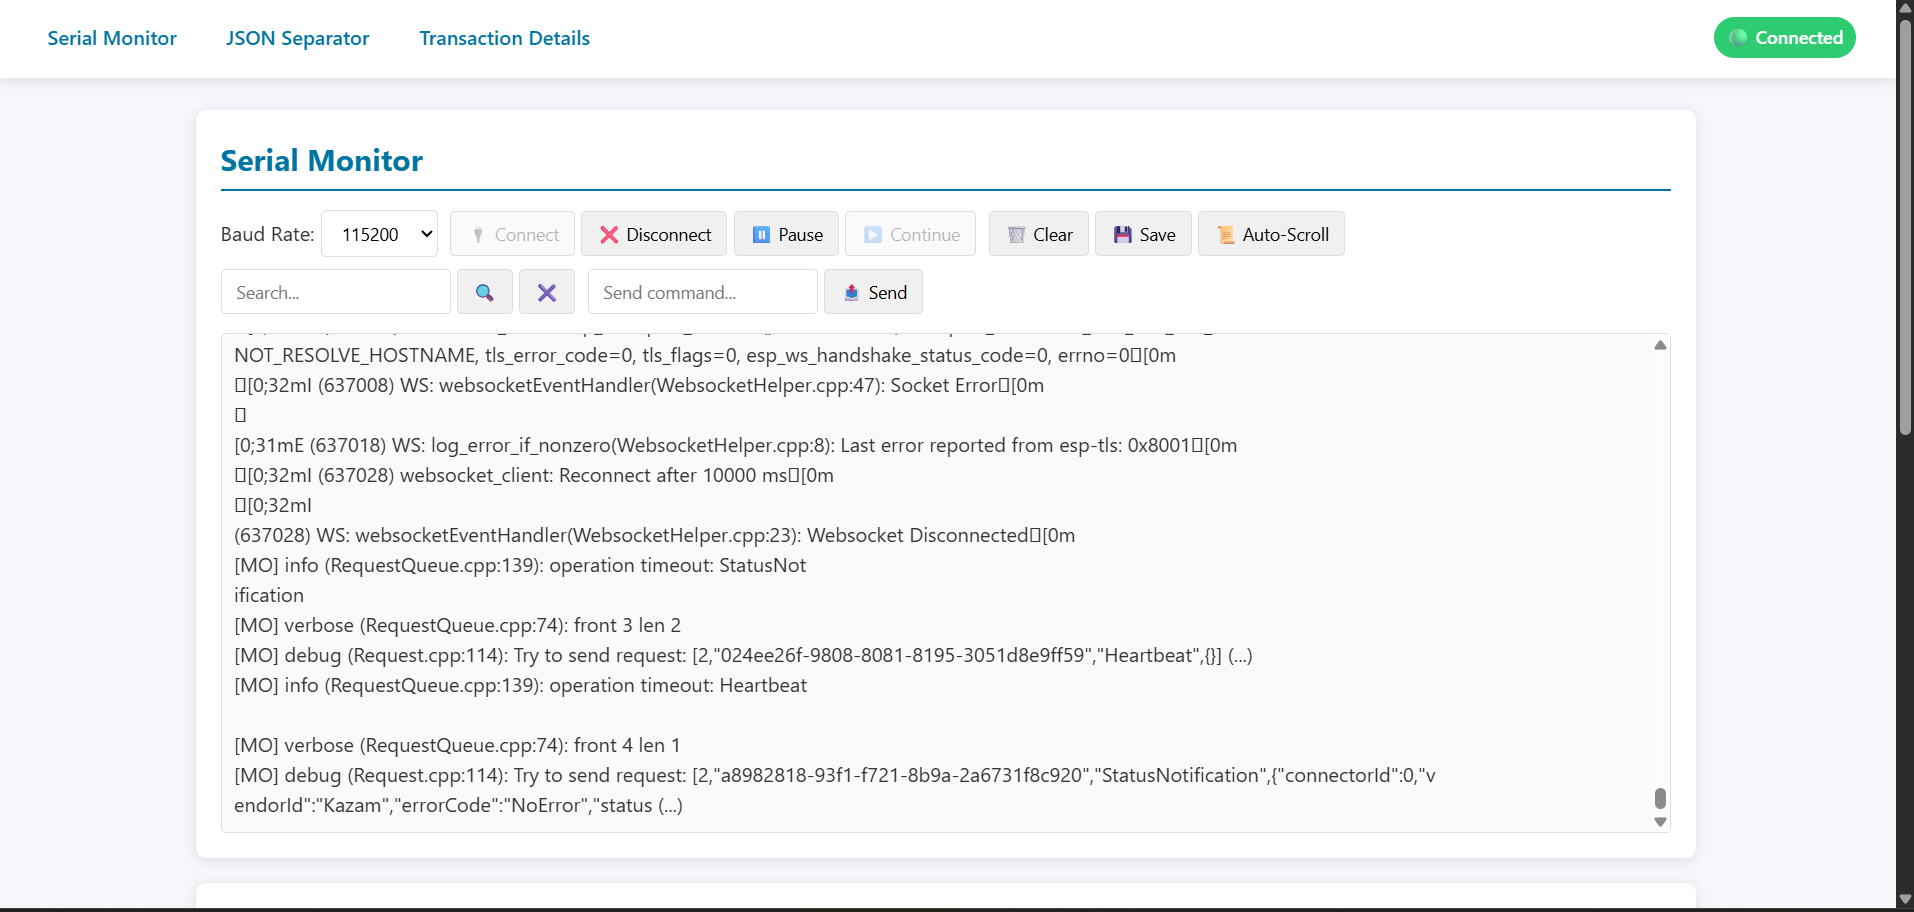 Serial Monitor
JSON Separator
Transaction Details
Connected
Serial Monitor
Baud Rate: 115200 Connect Disconnect Pause Continue Clear Save Auto-Scroll
Search... Send command... Send
NOT_RESOLVE_HOSTNAME, tls_error_code=0, tls_flags=0, esp_ws_handshake_status_code=0, errno=0▯[0m
▯[0;32mI (637008) WS: websocketEventHandler(WebsocketHelper.cpp:47): Socket Error▯[0m
▯
[0;31mE (637018) WS: log_error_if_nonzero(WebsocketHelper.cpp:8): Last error reported from esp-tls: 0x8001▯[0m
▯[0;32mI (637028) websocket_client: Reconnect after 10000 ms▯[0m
▯[0;32mI
(637028) WS: websocketEventHandler(WebsocketHelper.cpp:23): Websocket Disconnected▯[0m
[MO] info (RequestQueue.cpp:139): operation timeout: StatusNot
ification
[MO] verbose (RequestQueue.cpp:74): front 3 len 2
[MO] debug (Request.cpp:114): Try to send request: [2,"024ee26f-9808-8081-8195-3051d8e9ff59","Heartbeat",{}] (...)
[MO] info (RequestQueue.cpp:139): operation timeout: Heartbeat
[MO] verbose (RequestQueue.cpp:74): front 4 len 1
[MO] debug (Request.cpp:114): Try to send request: [2,"a8982818-93f1-f721-8b9a-2a6731f8c920","StatusNotification",{"connectorId":0,"v
endorId":"Kazam","errorCode":"NoError","status (...)